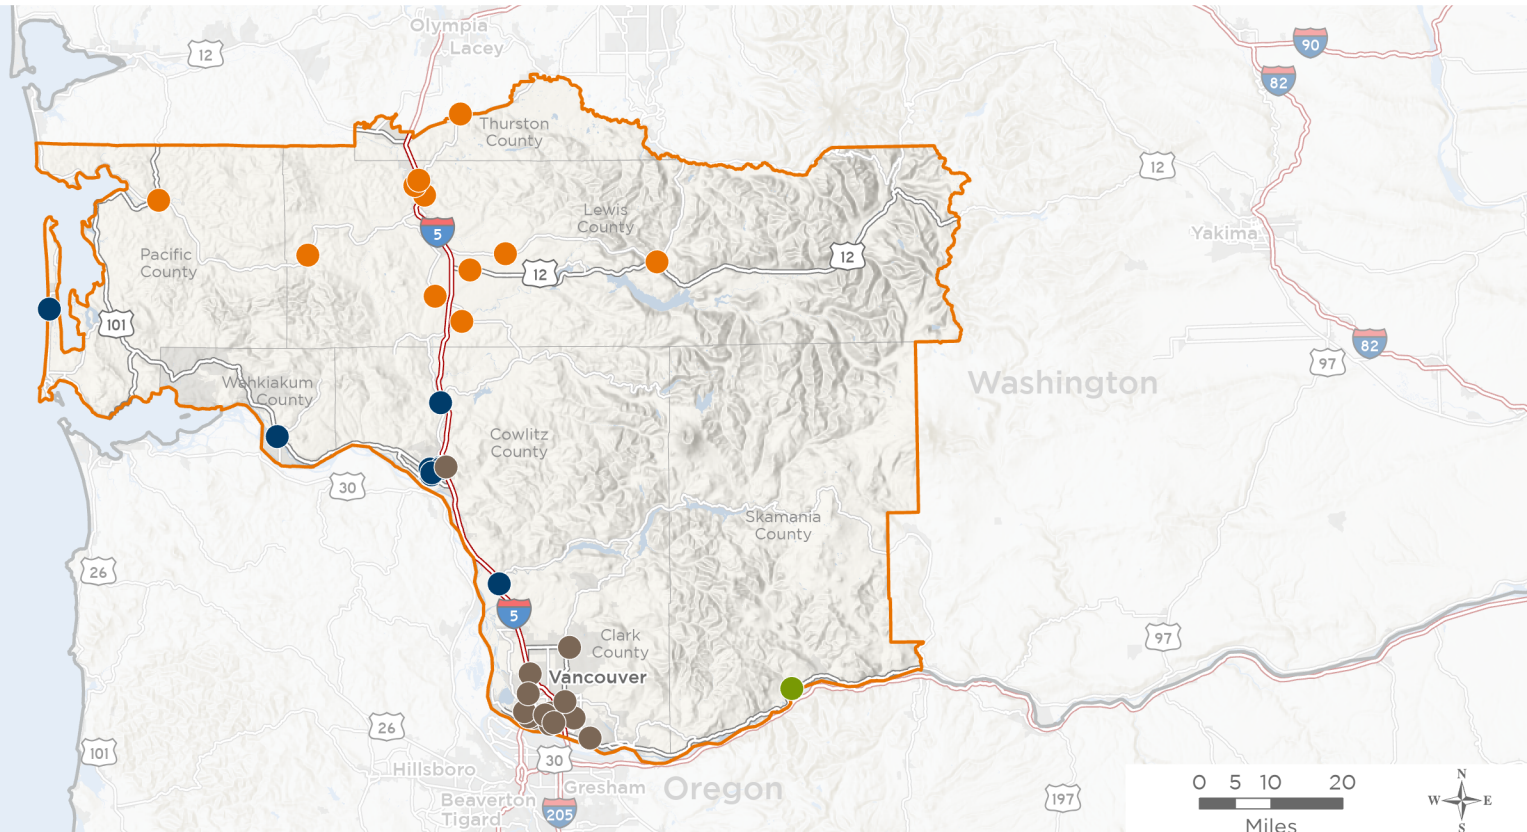 Olympia
Lacey
12
90
82
Thurston
County
12
Lewis
County
5
Yakima
Pacific
County
12
12
101
82
97
Washington
Wahkiakum
County
Cowlitz
County
30
Skamania
County
26
5
97
Clark
County
Vancouver
26
101
30
Hillsboro
Gresham
Oregon
Beaverton
Tigard
205
197
0 5 10 20
Miles
N
W E
S